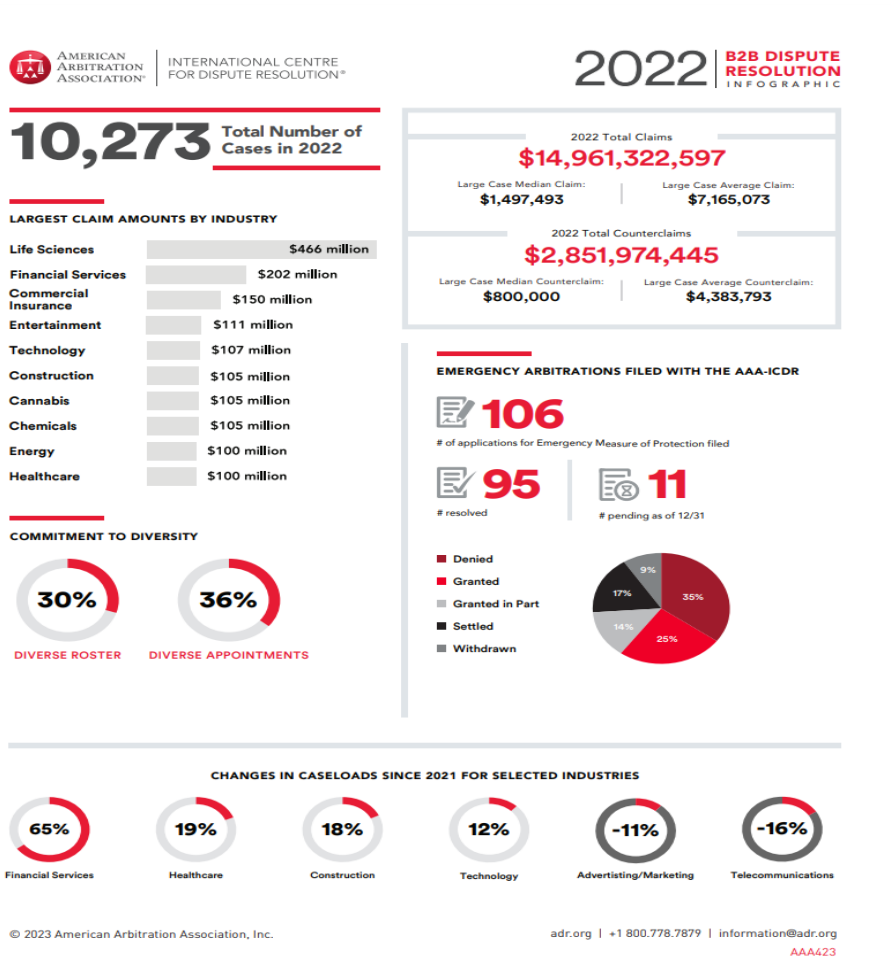 AMERICAN
ARBITRATION
ASSOCIATION®
INTERNATIONAL CENTRE
FOR DISPUTE RESOLUTION®
2022
B2B DISPUTE
RESOLUTION
INFOGRAPHIC
10,273
Total Number of
Cases in 2022
LARGEST CLAIM AMOUNTS BY INDUSTRY
Life Sciences $466 million
Financial Services $202 million
Commercial
Insurance $150 million
Entertainment $111 million
Technology $107 million
Construction $105 million
Cannabis $105 million
Chemicals $105 million
Energy $100 million
Healthcare $100 million
COMMITMENT TO DIVERSITY
30% 36%
DIVERSE ROSTER DIVERSE APPOINTMENTS
2022 Total Claims
$14,961,322,597
Large Case Median Claim: Large Case Average Claim:
$1,497,493 $7,165,073
2022 Total Counterclaims
$2,851,974,445
Large Case Median Counterclaim: Large Case Average Counterclaim:
$800,000 $4,383,793
EMERGENCY ARBITRATIONS FILED WITH THE AAA-ICDR
106
# of applications for Emergency Measure of Protection filed
95 11
# resolved # pending as of 12/31
Denied
Granted
Granted in Part
Settled
Withdrawn
9%
17%
35%
14%
25%
CHANGES IN CASELOADS SINCE 2021 FOR SELECTED INDUSTRIES
65% 19% 18% 12% -11% -16%
Financial Services Healthcare Construction Technology Advertisting/Marketing Telecommunications
© 2023 American Arbitration Association, Inc.
adr.org | +1 800.778.7879 | information@adr.org
AAA423